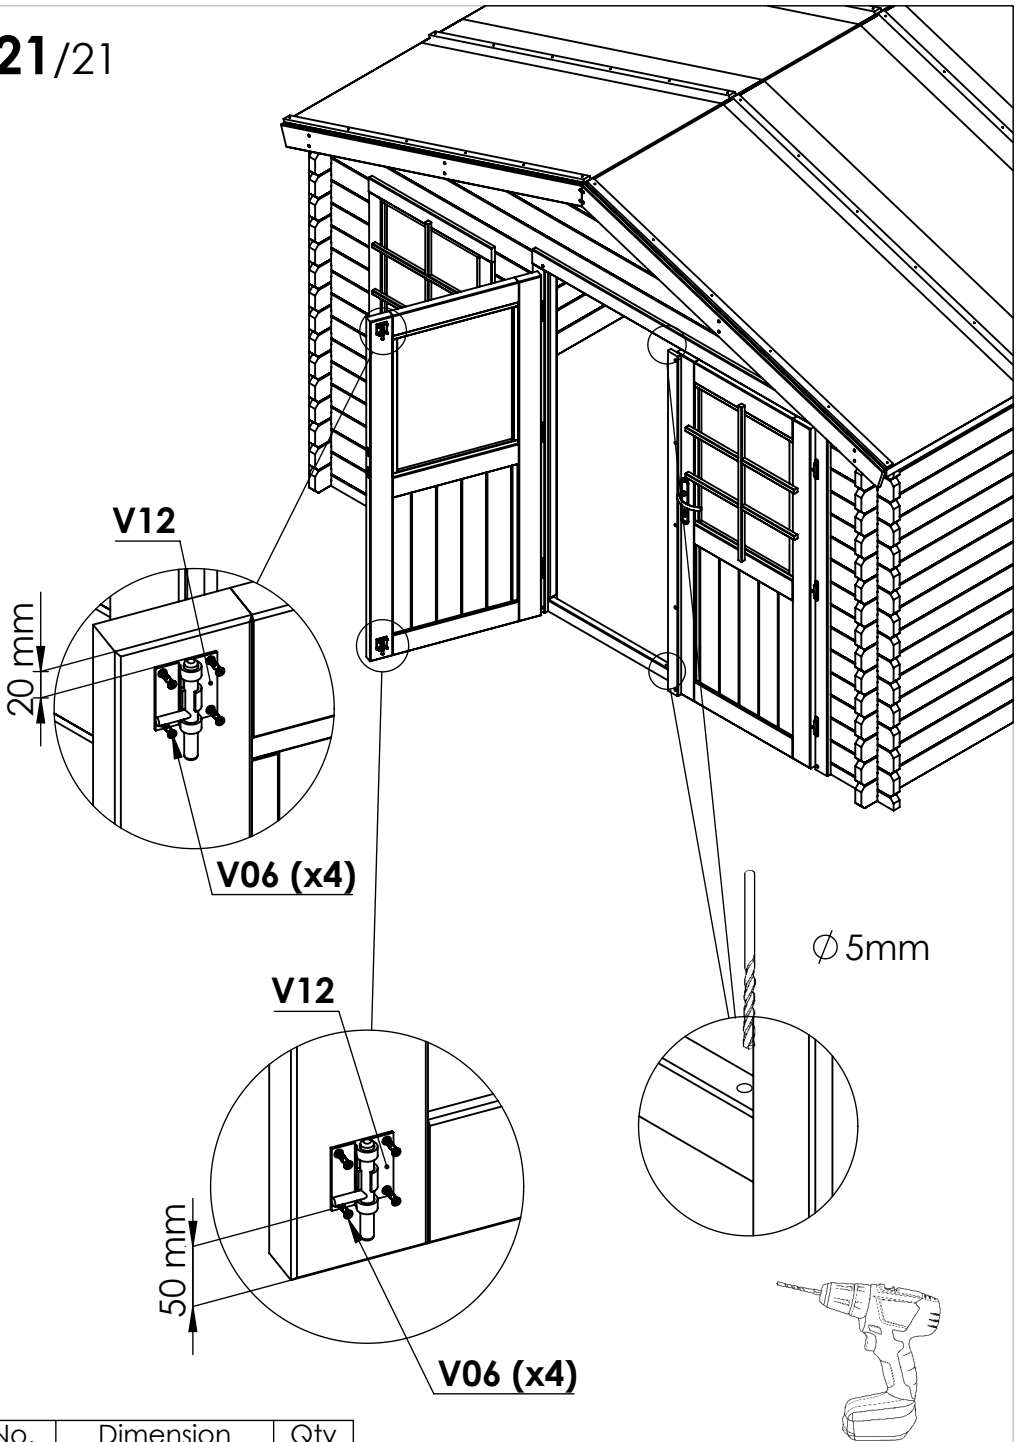 21/21
V12
20 mm
V06 (x4)
∅ 5mm
V12
50 mm
V06 (x4)
No. Dimension Qty